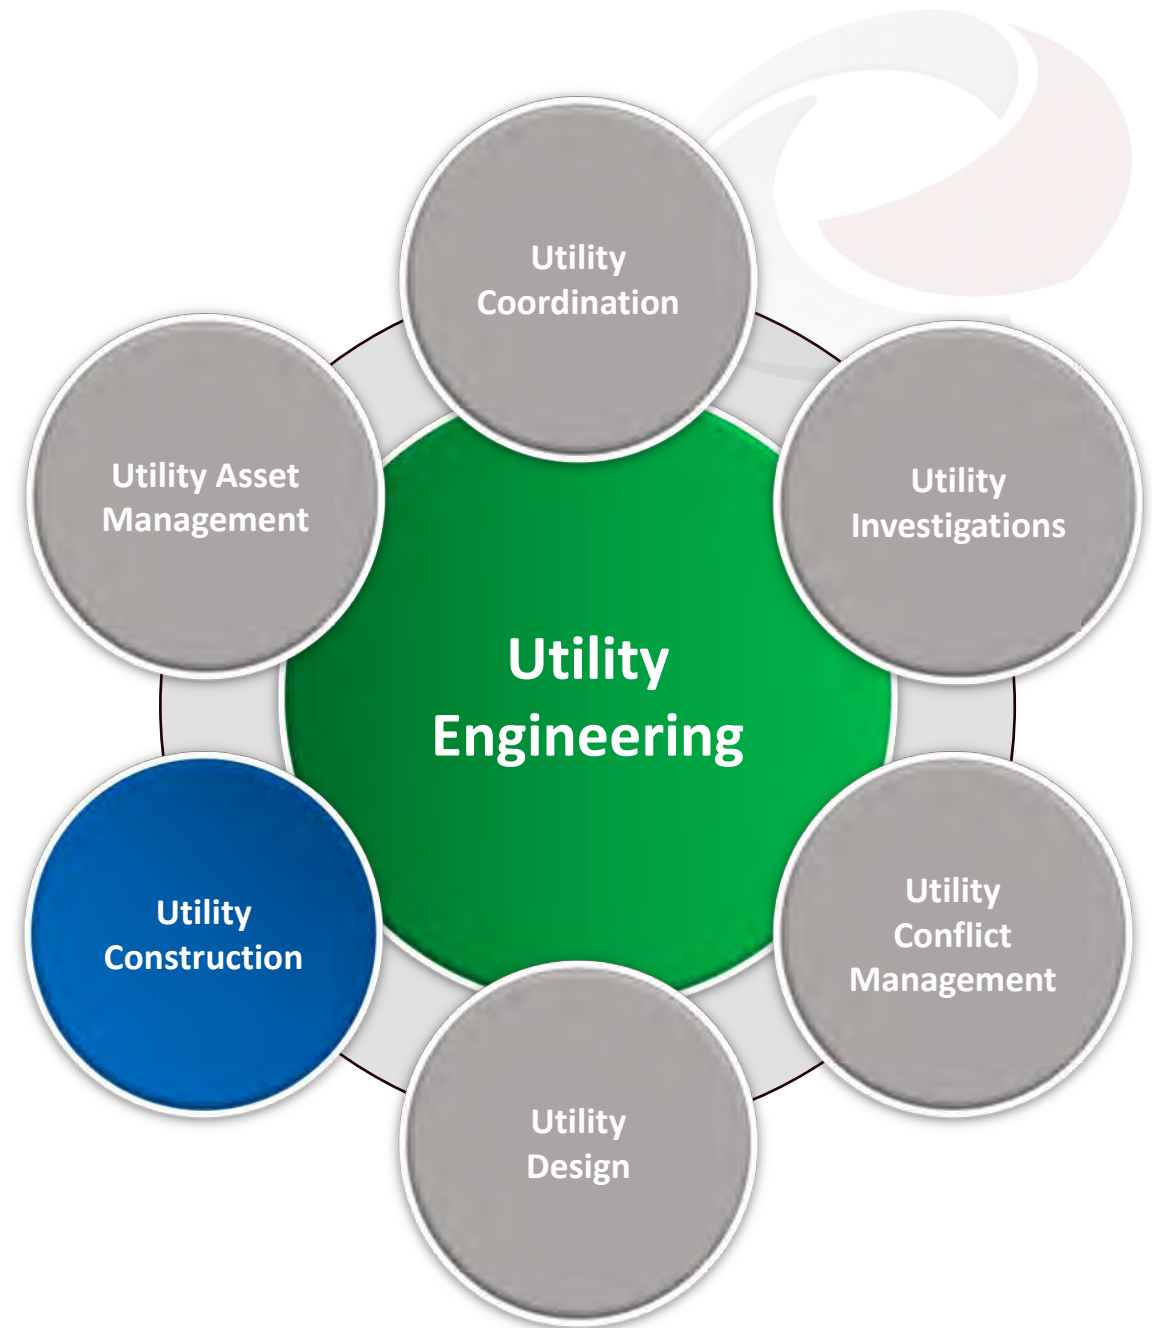 Utility
Coordination
Utility Asset
Management
Utility
Investigations
Utility
Engineering
Utility
Construction
Utility
Conflict
Management
Utility
Design